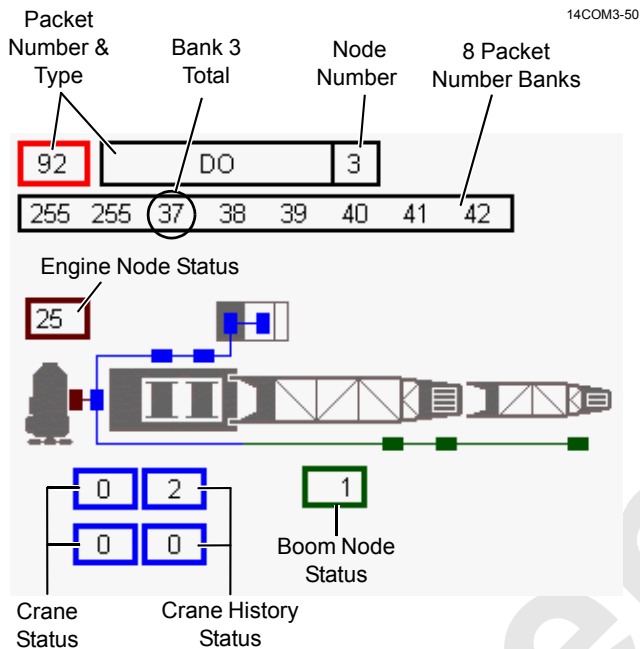 14COM3-50
Packet
Number &
Type
Bank 3
Total
Node
Number
8 Packet
Number Banks
92
DO
3
255 255 37 38 39 40 41 42
Engine Node Status
25
0 2
1
0 0
Boom Node
Status
Crane
Status
Crane History
Status